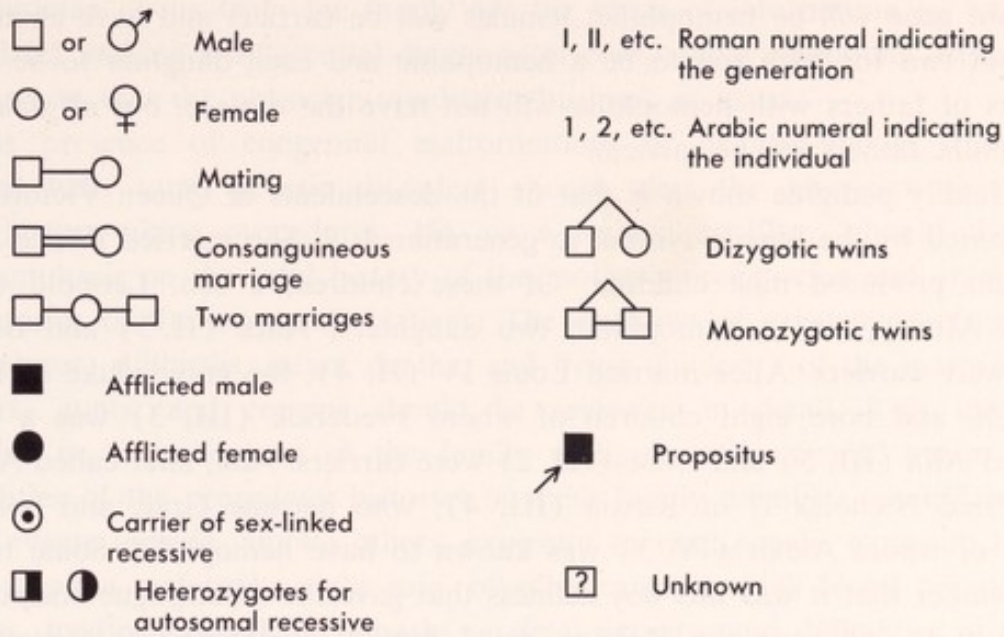 or Male
or Female
Mating
Consanguineous
marriage
Two marriages
Afflicted male
Afflicted female
Carrier of sex-linked
recessive
Heterozygotes for
autosomal recessive
I, II, etc. Roman numeral indicating
the generation
1, 2, etc. Arabic numeral indicating
the individual
Dizygotic twins
Monozygotic twins
Propositus
? Unknown